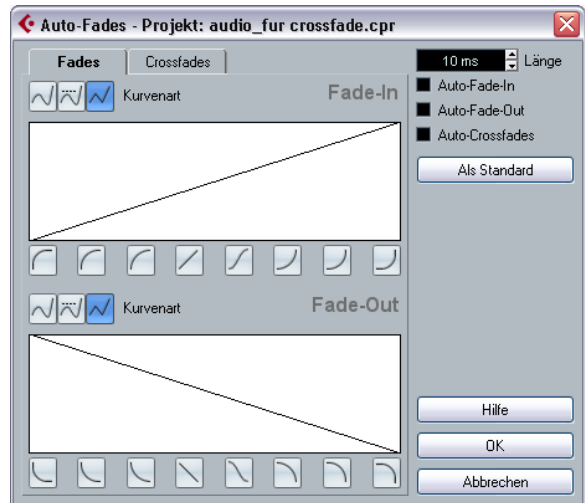 Auto-Fades - Projekt: audio_fur crossfade.cpr
Fades
Crossfades
10 ms
Länge
Kurvenart
Fade-In
Auto-Fade-In
Auto-Fade-Out
Auto-Crossfades
Als Standard
Kurvenart
Fade-Out
Hilfe
OK
Abbrechen